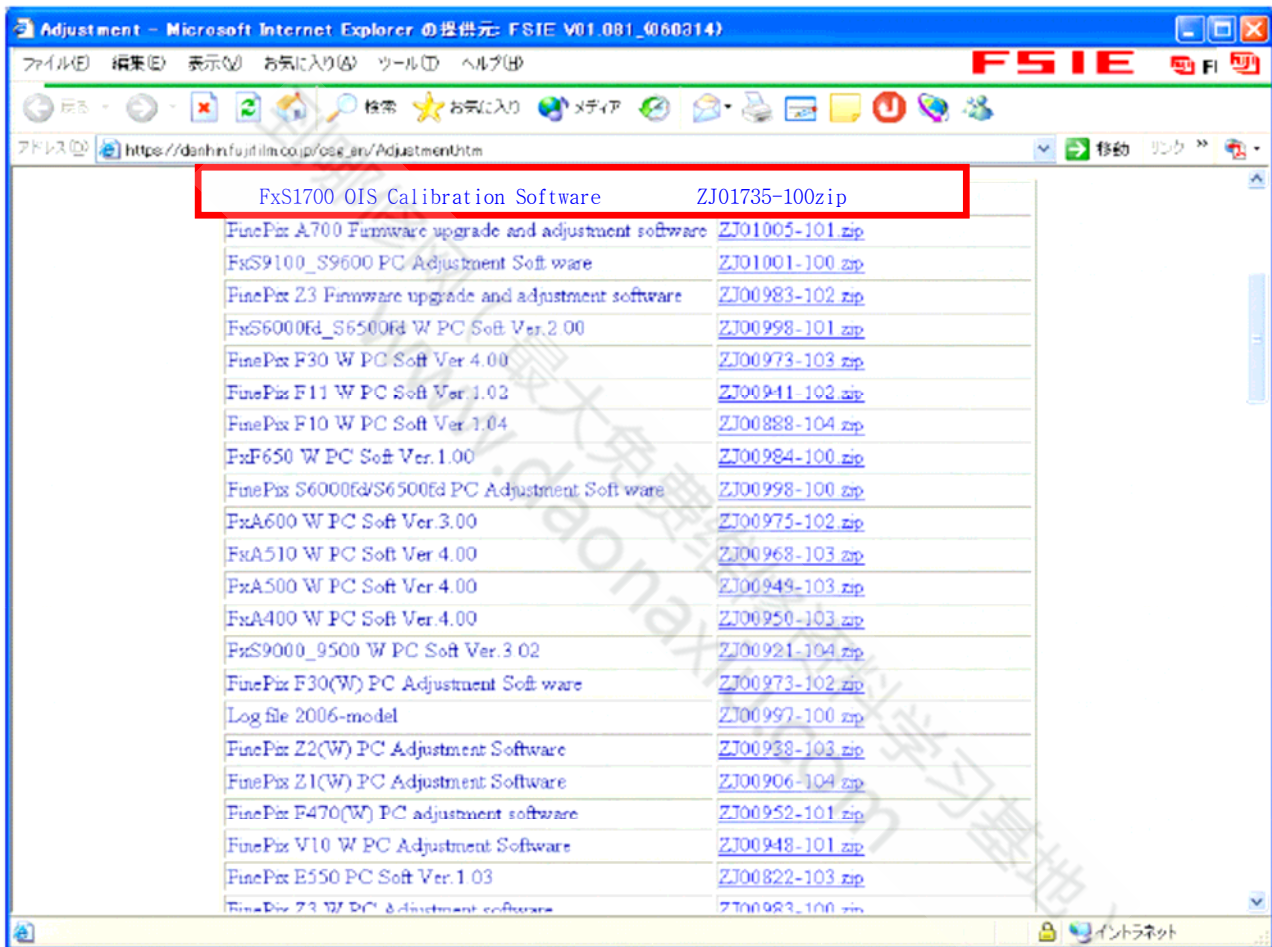 Adjustment - Microsoft Internet Explorer の提供元: FSIE V01.081_(060314)
ファイル(F) 編集(E) 表示(V) お気に入り(A) ツール(T) ヘルプ(H) FSIE FI
戻る 検索 お気に入り メディア
アドレス(D) 移動 リンク »
FxS1700 OIS Calibration Software ZJ01735-100zip
FinePix A700 Firmware upgrade and adjustment software ZJ01005-101.zip
FxS9100_S9600 PC Adjustment Soft ware ZJ01001-100.zip
FinePix Z3 Firmware upgrade and adjustment software ZJ00983-102.zip
FxS6000fd_S6500fd W PC Soft Ver.2.00 ZJ00998-101.zip
FinePix F30 W PC Soft Ver 4.00 ZJ00973-103.zip
FinePix F11 W PC Soft Ver.1.02 ZJ00941-102.zip
FinePix F10 W PC Soft Ver.1.04 ZJ00888-104.zip
FxF650 W PC Soft Ver.1.00 ZJ00984-100.zip
FinePix S6000fd/S6500fd PC Adjustment Soft ware ZJ00998-100.zip
FxA600 W PC Soft Ver.3.00 ZJ00975-102.zip
FxA510 W PC Soft Ver 4.00 ZJ00968-103.zip
FxA500 W PC Soft Ver 4.00 ZJ00949-103.zip
FxA400 W PC Soft Ver.4.00 ZJ00950-103.zip
FxS9000_9500 W PC Soft Ver.3.02 ZJ00921-104.zip
FinePix F30(W) PC Adjustment Soft ware ZJ00973-102.zip
Log file 2006-model ZJ00997-100.zip
FinePix Z2(W) PC Adjustment Software ZJ00938-103.zip
FinePix Z1(W) PC Adjustment Software ZJ00906-104.zip
FinePix F470(W) PC adjustment software ZJ00952-101.zip
FinePix V10 W PC Adjustment Software ZJ00948-101.zip
FinePix E550 PC Soft Ver.1.03 ZJ00822-103.zip
FinePix Z3 W PC Adjustment software ZJ00983-100.zip
イントラネット
www.daonaxiu.com